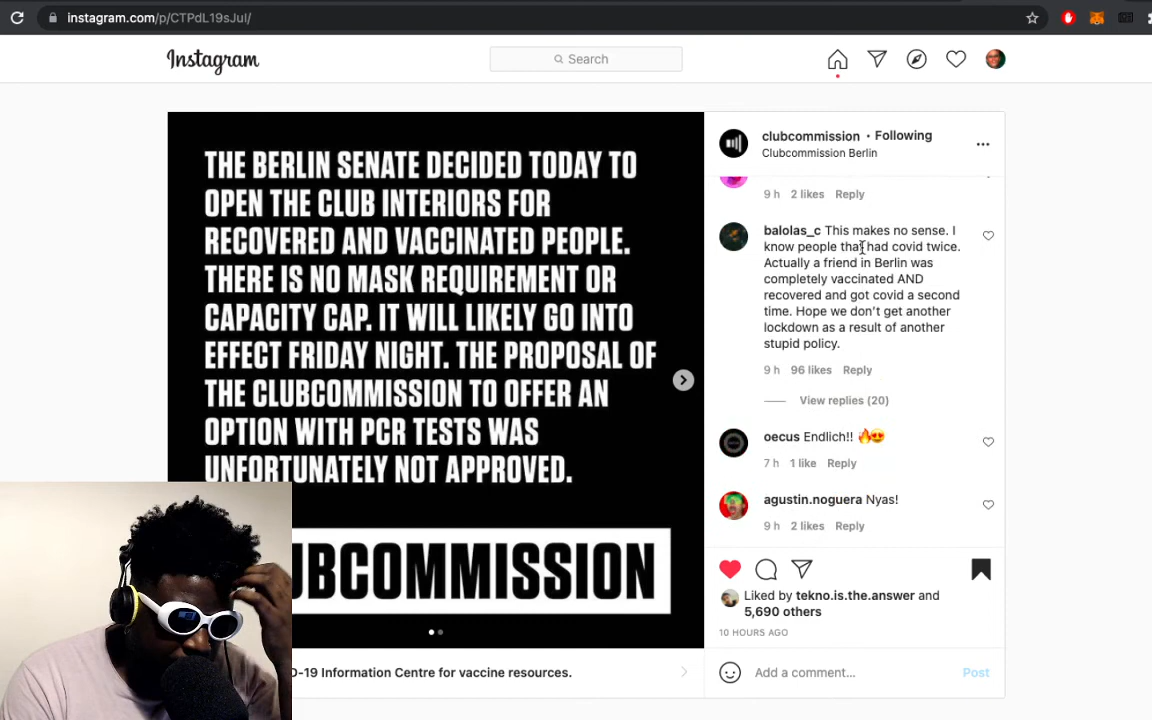 instagram.com/p/CTPdL19sJul/
Instagram
Search
THE BERLIN SENATE DECIDED TODAY TO
OPEN THE CLUB INTERIORS FOR
RECOVERED AND VACCINATED PEOPLE.
THERE IS NO MASK REQUIREMENT OR
CAPACITY CAP. IT WILL LIKELY GO INTO
EFFECT FRIDAY NIGHT. THE PROPOSAL OF
THE CLUBCOMMISSION TO OFFER AN
OPTION WITH PCR TESTS WAS
UNFORTUNATELY NOT APPROVED.
UBCOMMISSION
D-19 Information Centre for vaccine resources.
clubcommission • Following
Clubcommission Berlin
9 h 2 likes Reply
balolas_c This makes no sense. I
know people that had covid twice.
Actually a friend in Berlin was
completely vaccinated AND
recovered and got covid a second
time. Hope we don't get another
lockdown as a result of another
stupid policy.
9 h 96 likes Reply
View replies (20)
oecus Endlich!! 🔥😍
7 h 1 like Reply
agustin.noguera Nyas!
9 h 2 likes Reply
Liked by tekno.is.the.answer and
5,690 others
10 HOURS AGO
Add a comment... Post